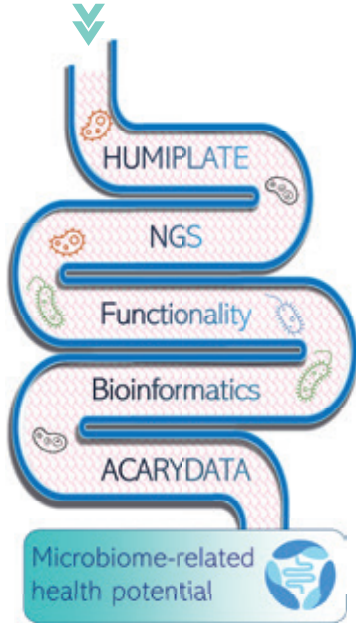 HUMIPLATE
NGS
Functionality
Bioinformatics
ACARYDATA
Microbiome-related
health potential